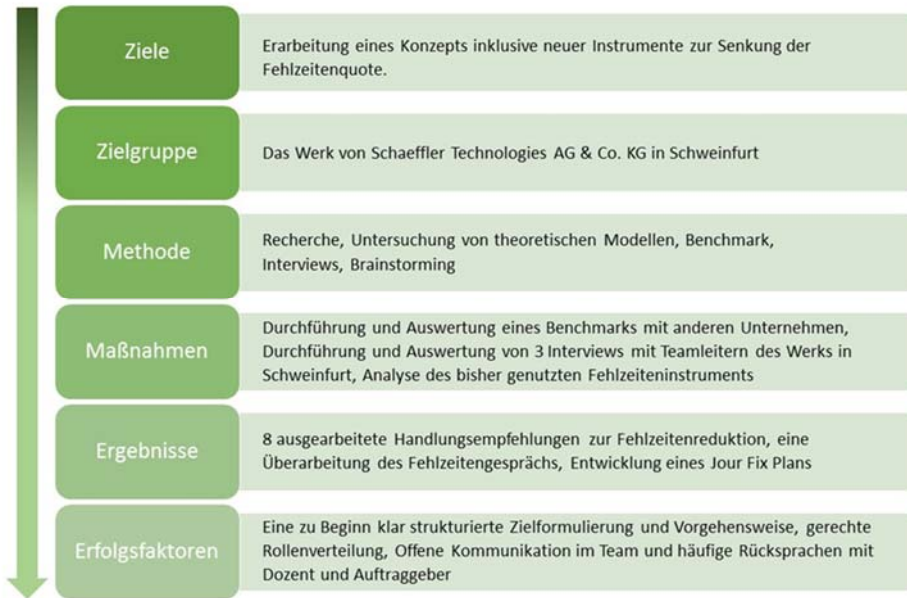 Ziele
Erarbeitung eines Konzepts inklusive neuer Instrumente zur Senkung der
Fehlzeitenquote.
Zielgruppe
Das Werk von Schaeffler Technologies AG & Co. KG in Schweinfurt
Methode
Recherche, Untersuchung von theoretischen Modellen, Benchmark,
Interviews, Brainstorming
Maßnahmen
Durchführung und Auswertung eines Benchmarks mit anderen Unternehmen,
Durchführung und Auswertung von 3 Interviews mit Teamleitern des Werks in
Schweinfurt, Analyse des bisher genutzten Fehlzeiteninstruments
Ergebnisse
8 ausgearbeitete Handlungsempfehlungen zur Fehlzeitenreduktion, eine
Überarbeitung des Fehlzeitengesprächs, Entwicklung eines Jour Fix Plans
Erfolgsfaktoren
Eine zu Beginn klar strukturierte Zielformulierung und Vorgehensweise, gerechte
Rollenverteilung, Offene Kommunikation im Team und häufige Rücksprachen mit
Dozent und Auftraggeber